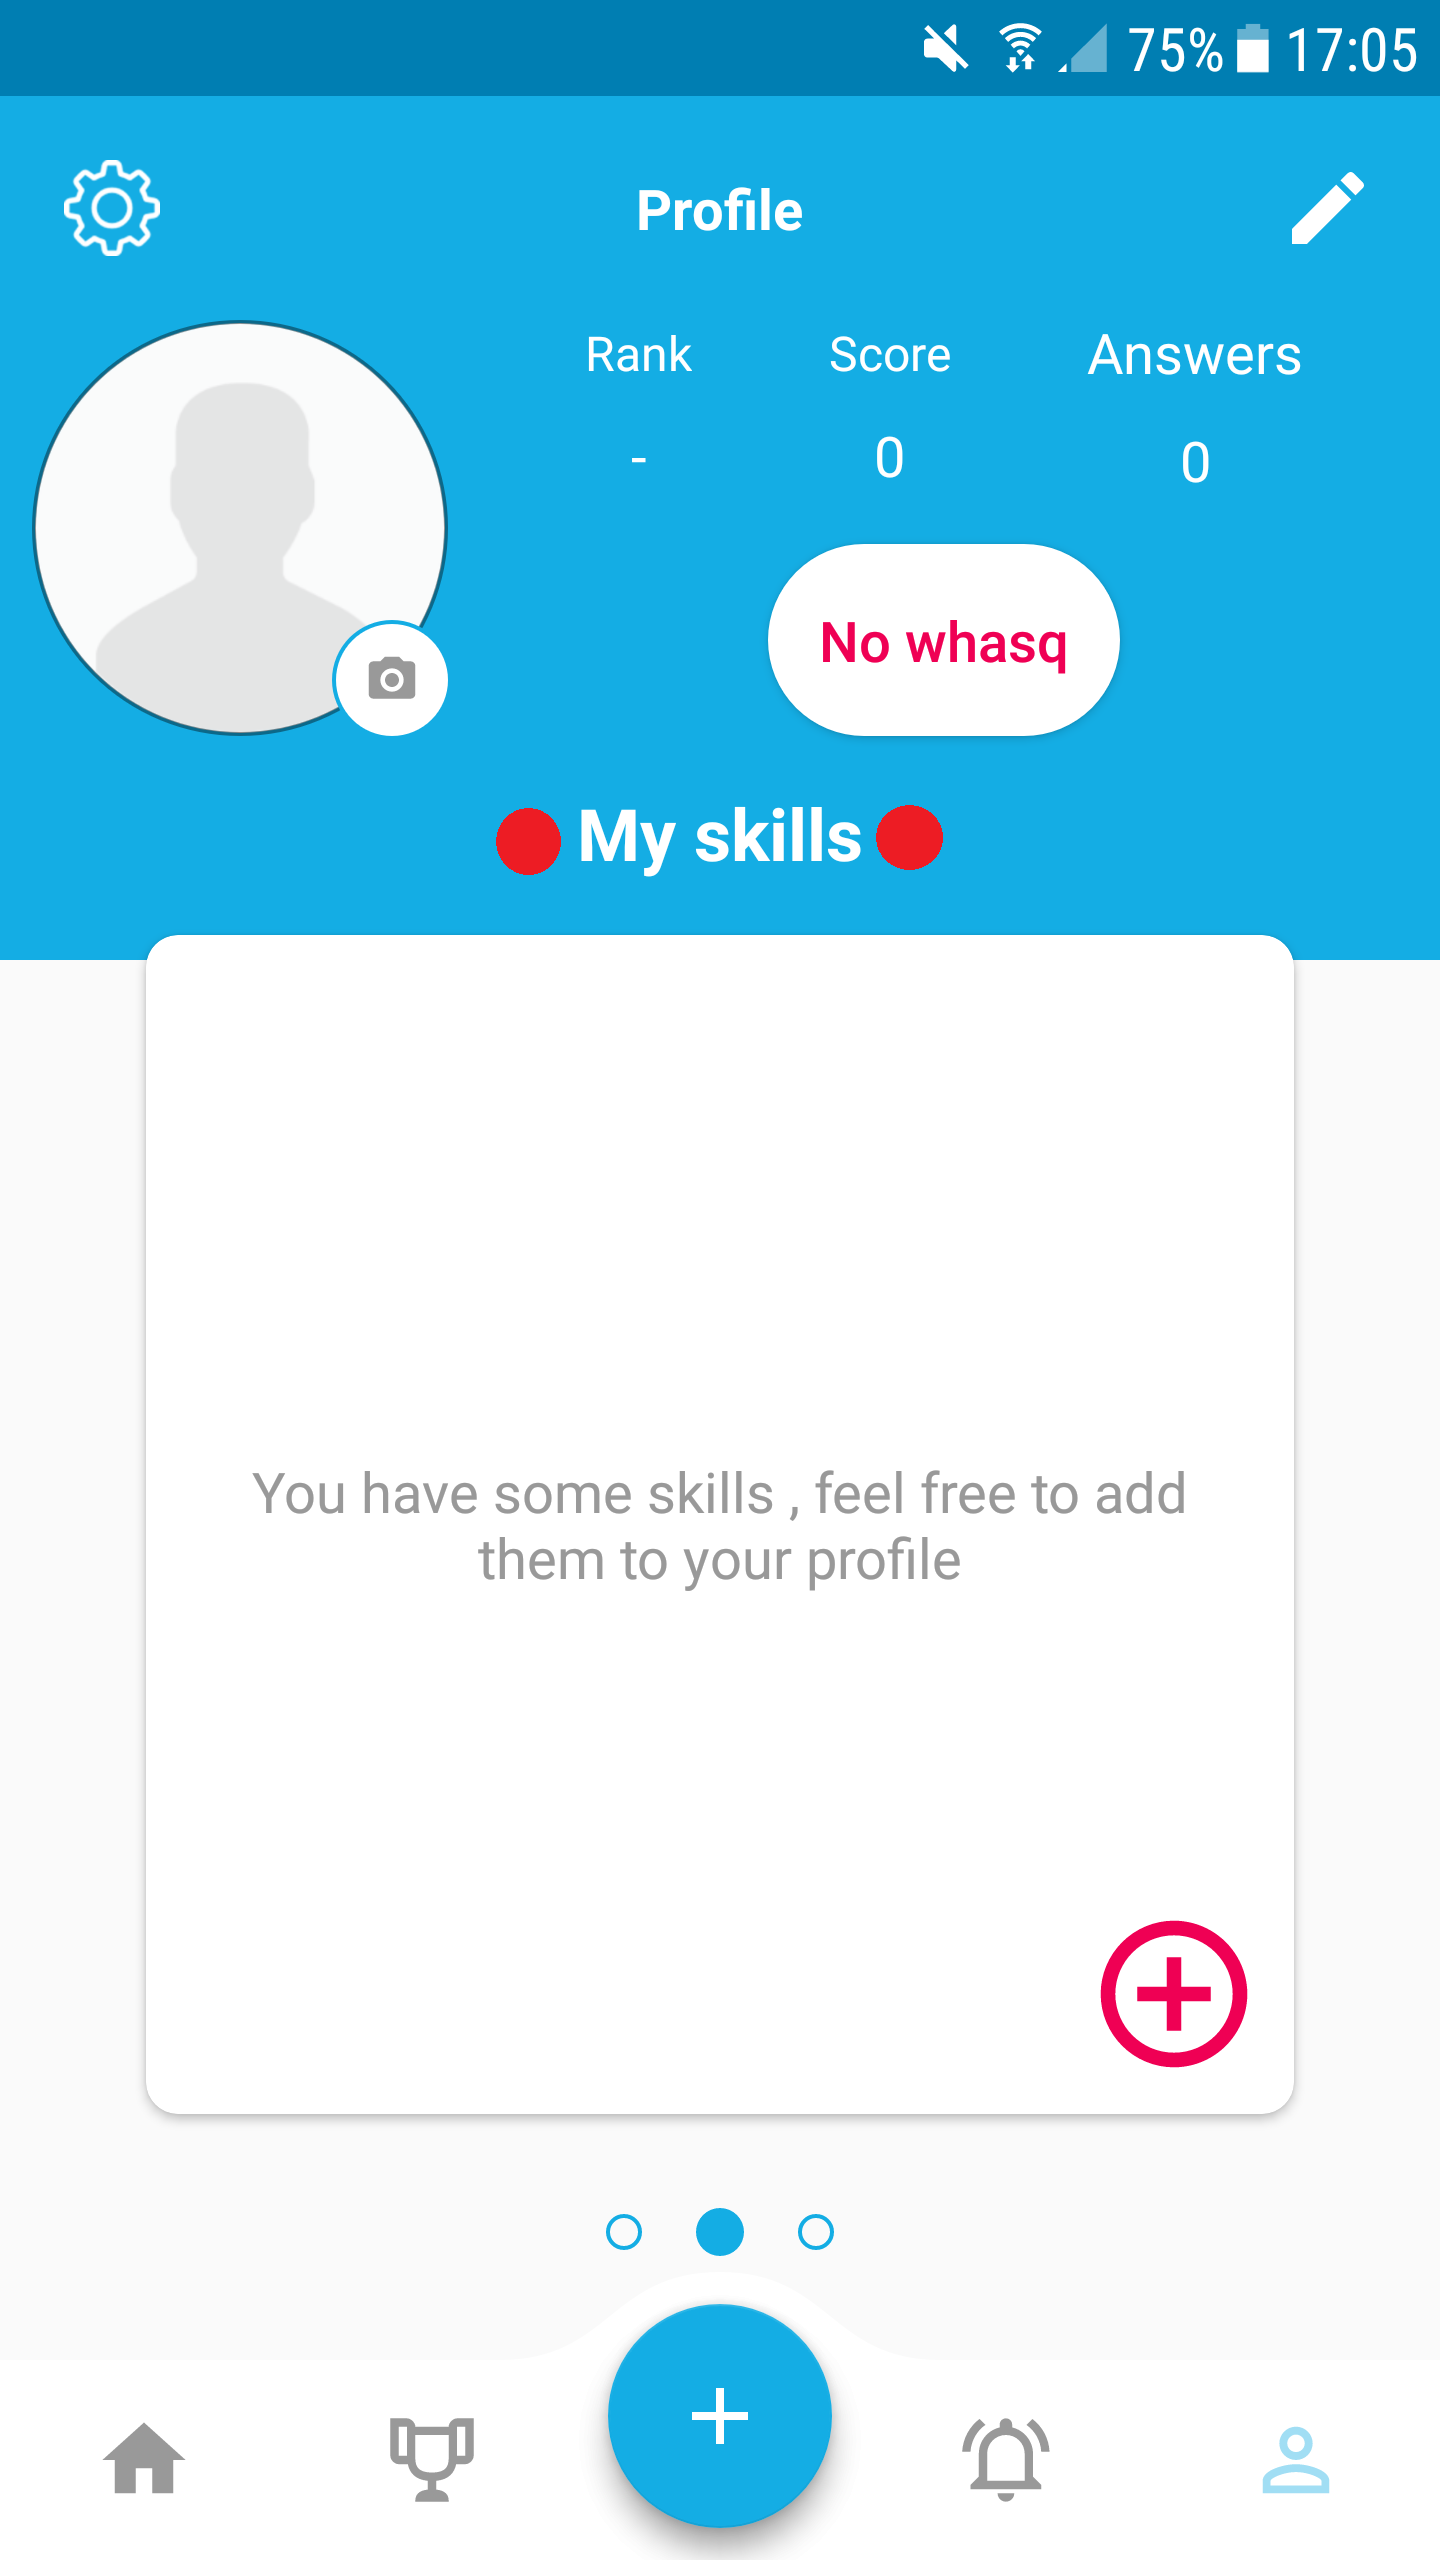 75% 17:05
Profile
Rank Score Answers
- 0 0
No whasq
My skills
You have some skills , feel free to add
them to your profile